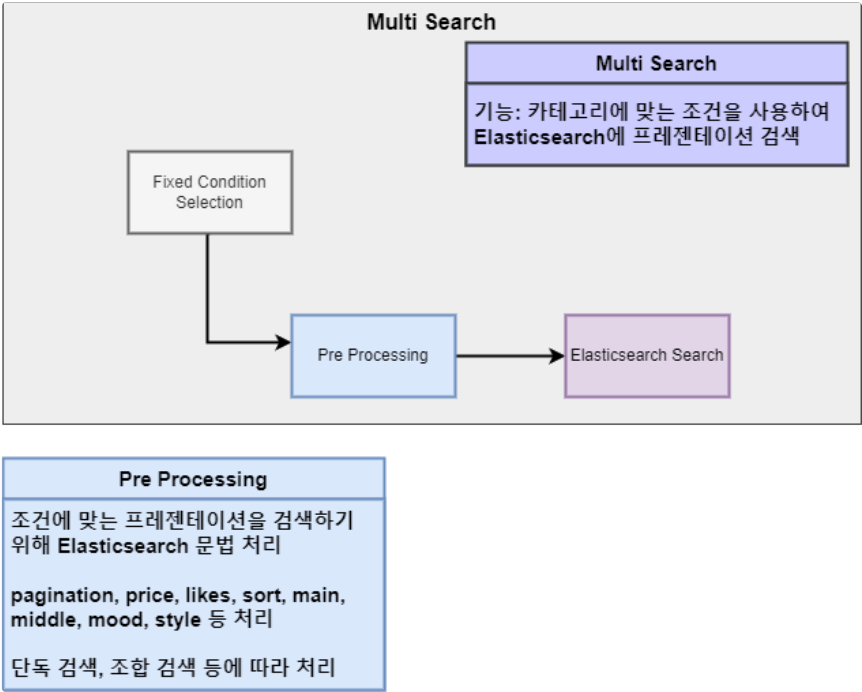 Multi Search
Multi Search
기능: 카테고리에 맞는 조건을 사용하여
Elasticsearch에 프레젠테이션 검색
Fixed Condition
Selection
Pre Processing
Elasticsearch Search
Pre Processing
조건에 맞는 프레젠테이션을 검색하기
위해 Elasticsearch 문법 처리
pagination, price, likes, sort, main,
middle, mood, style 등 처리
단독 검색, 조합 검색 등에 따라 처리